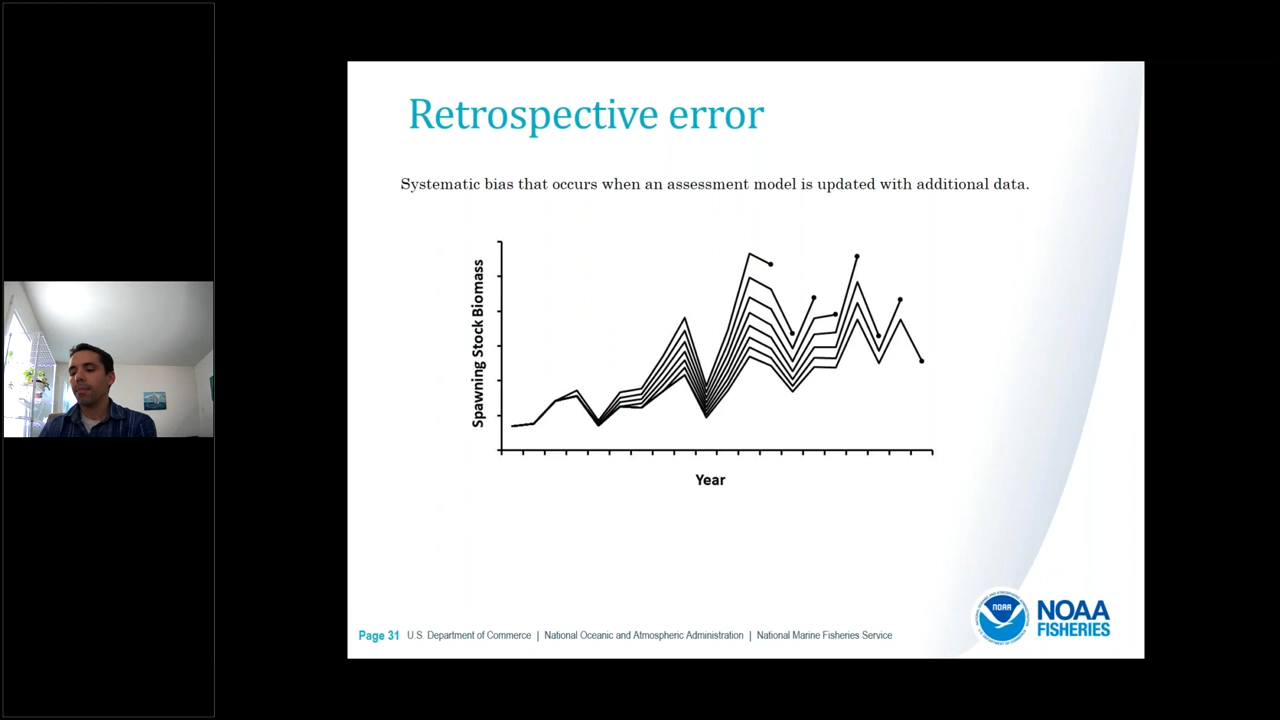 Retrospective error
Systematic bias that occurs when an assessment model is updated with additional data.
Spawning Stock Biomass
Year
NOAA
NOAA
FISHERIES
Page 31 U.S. Department of Commerce | National Oceanic and Atmospheric Administration | National Marine Fisheries Service